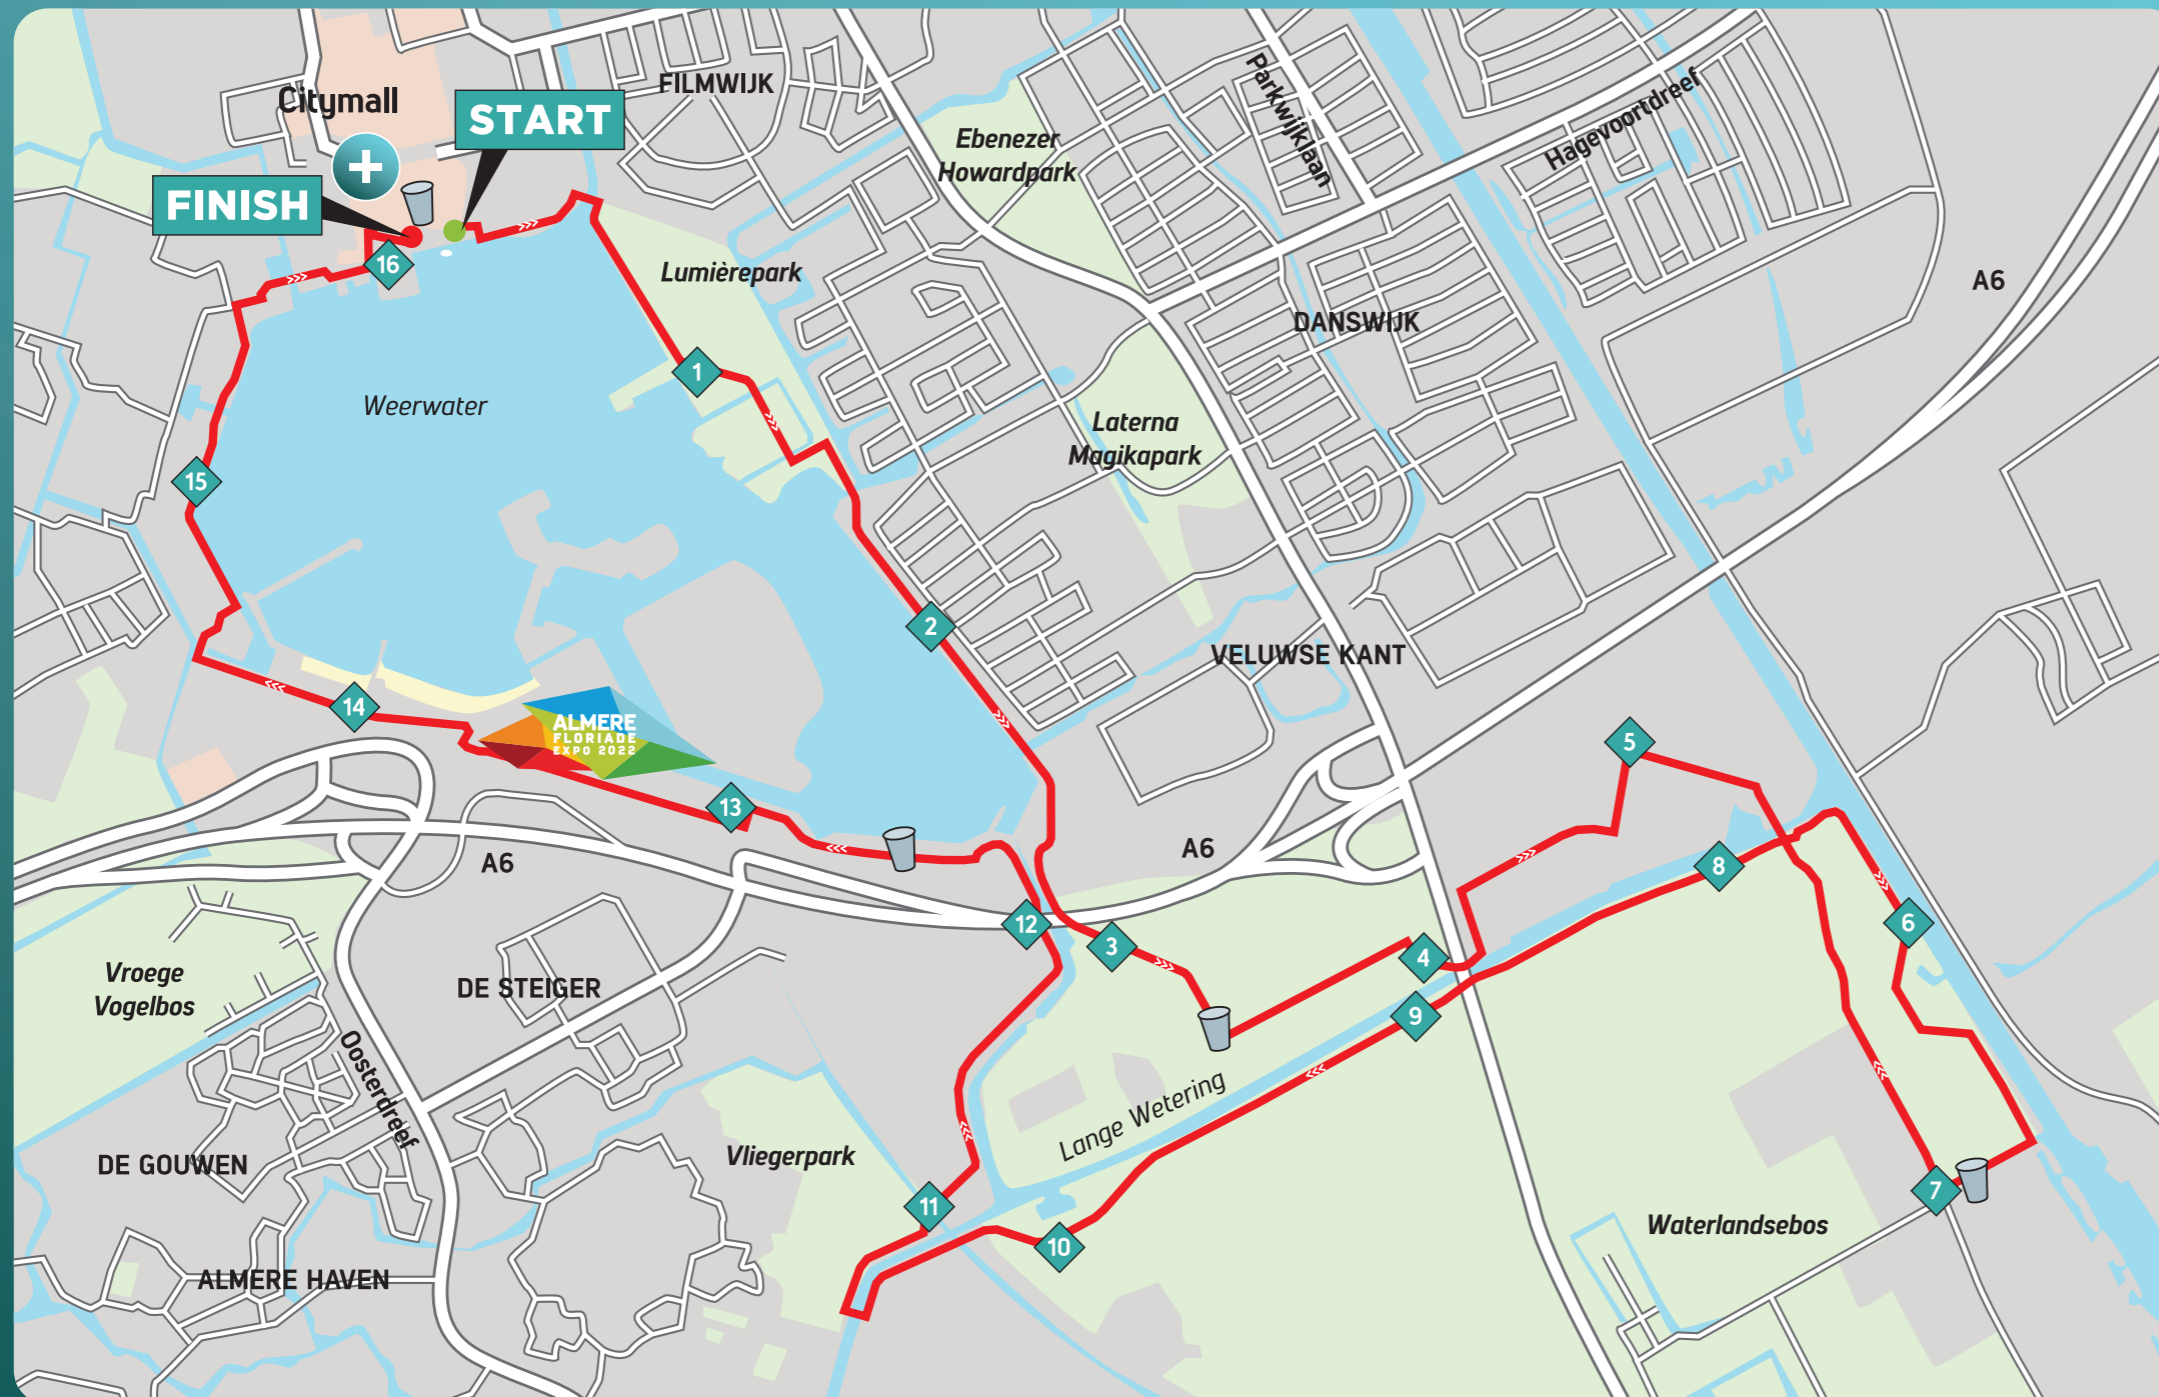 FILMWIJK
Citymall
START
Parkwijklaan
Hagevoortdreef
Ebenezer
Howardpark
+
FINISH
16
Lumièrepark
A6
DANSWIJK
1
Weerwater
Laterna
Magikapark
15
2
VELUWSE KANT
14
ALMERE
FLORIADE
EXPO 2022
5
13
A6
A6
8
12
3
4
6
Vroege
Vogelbos
DE STEIGER
9
Oosterdreef
Lange Wetering
DE GOUWEN
Vliegerpark
7
11
Waterlandsebos
10
ALMERE HAVEN